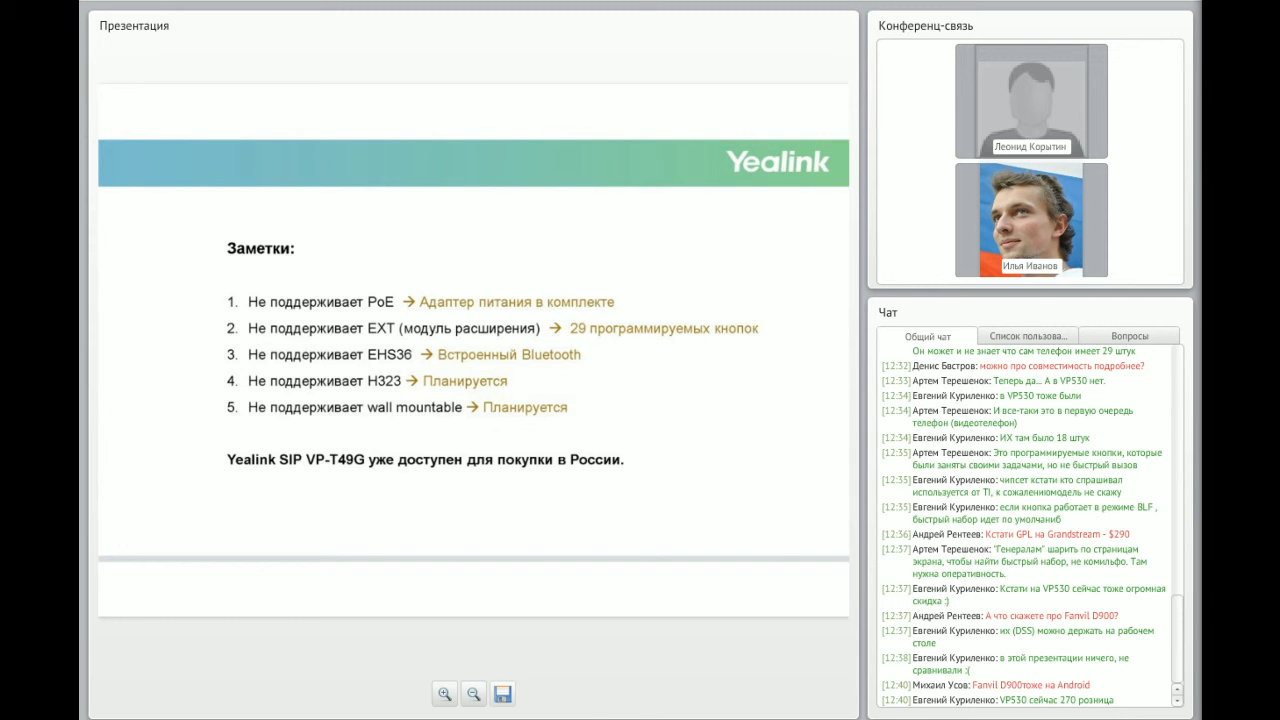 Презентация
Yealink
Заметки:
1. Не поддерживает PoE → Адаптер питания в комплекте
2. Не поддерживает EXT (модуль расширения) → 29 программируемых кнопок
3. Не поддерживает EHS36 → Встроенный Bluetooth
4. Не поддерживает H323 → Планируется
5. Не поддерживает wall mountable → Планируется
Yealink SIP VP-T49G уже доступен для покупки в России.
Конференц-связь
Леонид Корытин
Илья Иванов
Чат
Общий чат
Список пользова...
Вопросы
Он может и не знает что сам телефон имеет 29 штук
[12:32] Денис Бвстров: можно про совместимость подробнее?
[12:33] Артем Терешенок: Теперь да... А в VP530 нет.
[12:34] Евгений Куриленко: в VP530 тоже были
[12:34] Артем Терешенок: И все-таки это в первую очередь
телефон (видеотелефон)
[12:34] Евгений Куриленко: ИХ там было 18 штук
[12:35] Артем Терешенок: Это программируемые кнопки, которые
были заняты своими задачами, но не быстрый вызов
[12:35] Евгений Куриленко: чипсет кстати кто спрашивал
используется от TI, к сожалениюмодель не скажу
[12:35] Евгений Куриленко: если кнопка работает в режиме BLF ,
быстрый набор идет по умолчаниб
[12:36] Андрей Рентеев: Кстати GPL на Grandstream - $290
[12:37] Артем Терешенок: "Генералам" шарить по страницам
экрана, чтобы найти быстрый набор, не комильфо. Там
нужна оперативность.
[12:37] Евгений Куриленко: Кстати на VP530 сейчас тоже огромная
скидка :)
[12:37] Андрей Рентеев: А что скажете про Fanvil D900?
[12:37] Евгений Куриленко: их (DSS) можно держать на рабочем
столе
[12:38] Евгений Куриленко: в этой презентации ничего, не
сравнивали :(
[12:40] Михаил Усов: Fanvil D900тоже на Android
[12:40] Евгений Куриленко: VP530 сейчас 270 розница